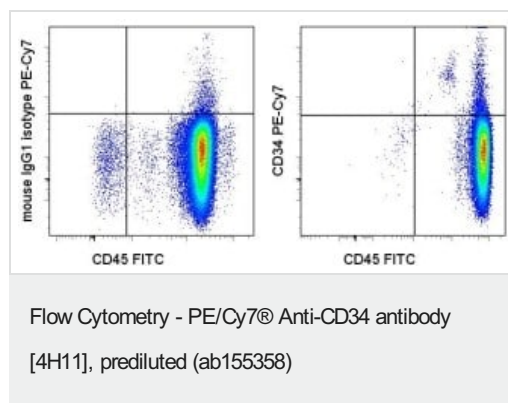 mouse IgG1 isotype PE-Cy7
CD45 FITC
CD34 PE-Cy7
CD45 FITC
Flow Cytometry - PE/Cy7® Anti-CD34 antibody
[4H11], prediluted (ab155358)